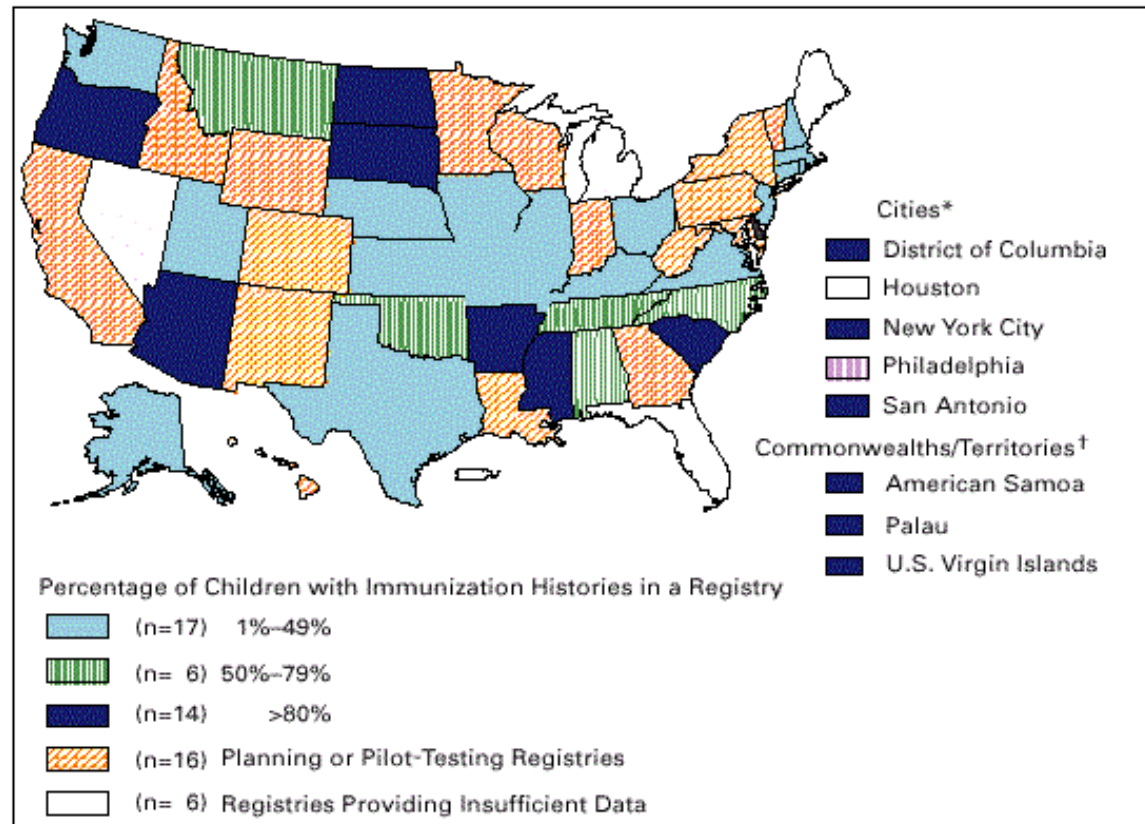 Cities*
District of Columbia
Houston
New York City
Philadelphia
San Antonio
Commonwealths/Territories†
American Samoa
Palau
U.S. Virgin Islands
Percentage of Children with Immunization Histories in a Registry
(n=17) 1%–49%
(n= 6) 50%–79%
(n=14) >80%
(n=16) Planning or Pilot-Testing Registries
(n= 6) Registries Providing Insufficient Data